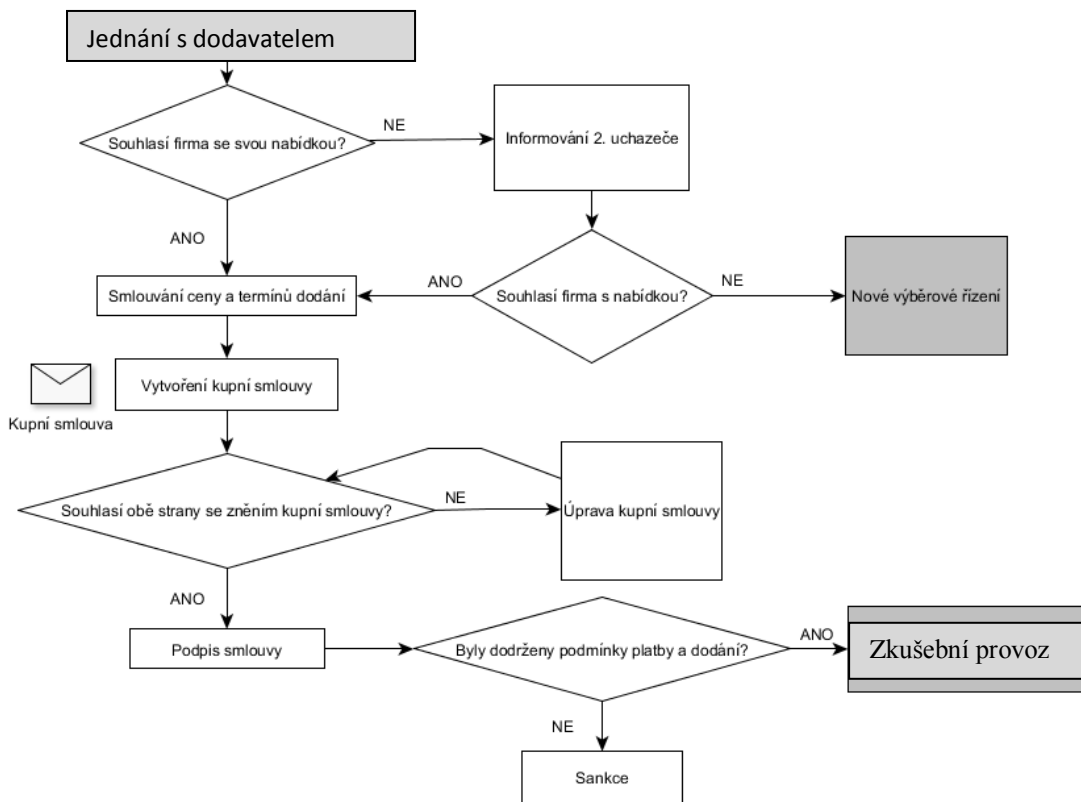 Jednání s dodavatelem
Souhlasí firma se svou nabídkou?
NE
Informování 2. uchazeče
ANO
Smlouvání ceny a termínů dodání
ANO
Souhlasí firma s nabídkou?
NE
Nové výběrové řízení
Vytvoření kupní smlouvy
Kupní smlouva
Souhlasí obě strany se zněním kupní smlouvy?
NE
Úprava kupní smlouvy
ANO
Podpis smlouvy
Byly dodrženy podmínky platby a dodání?
ANO
Zkušební provoz
NE
Sankce